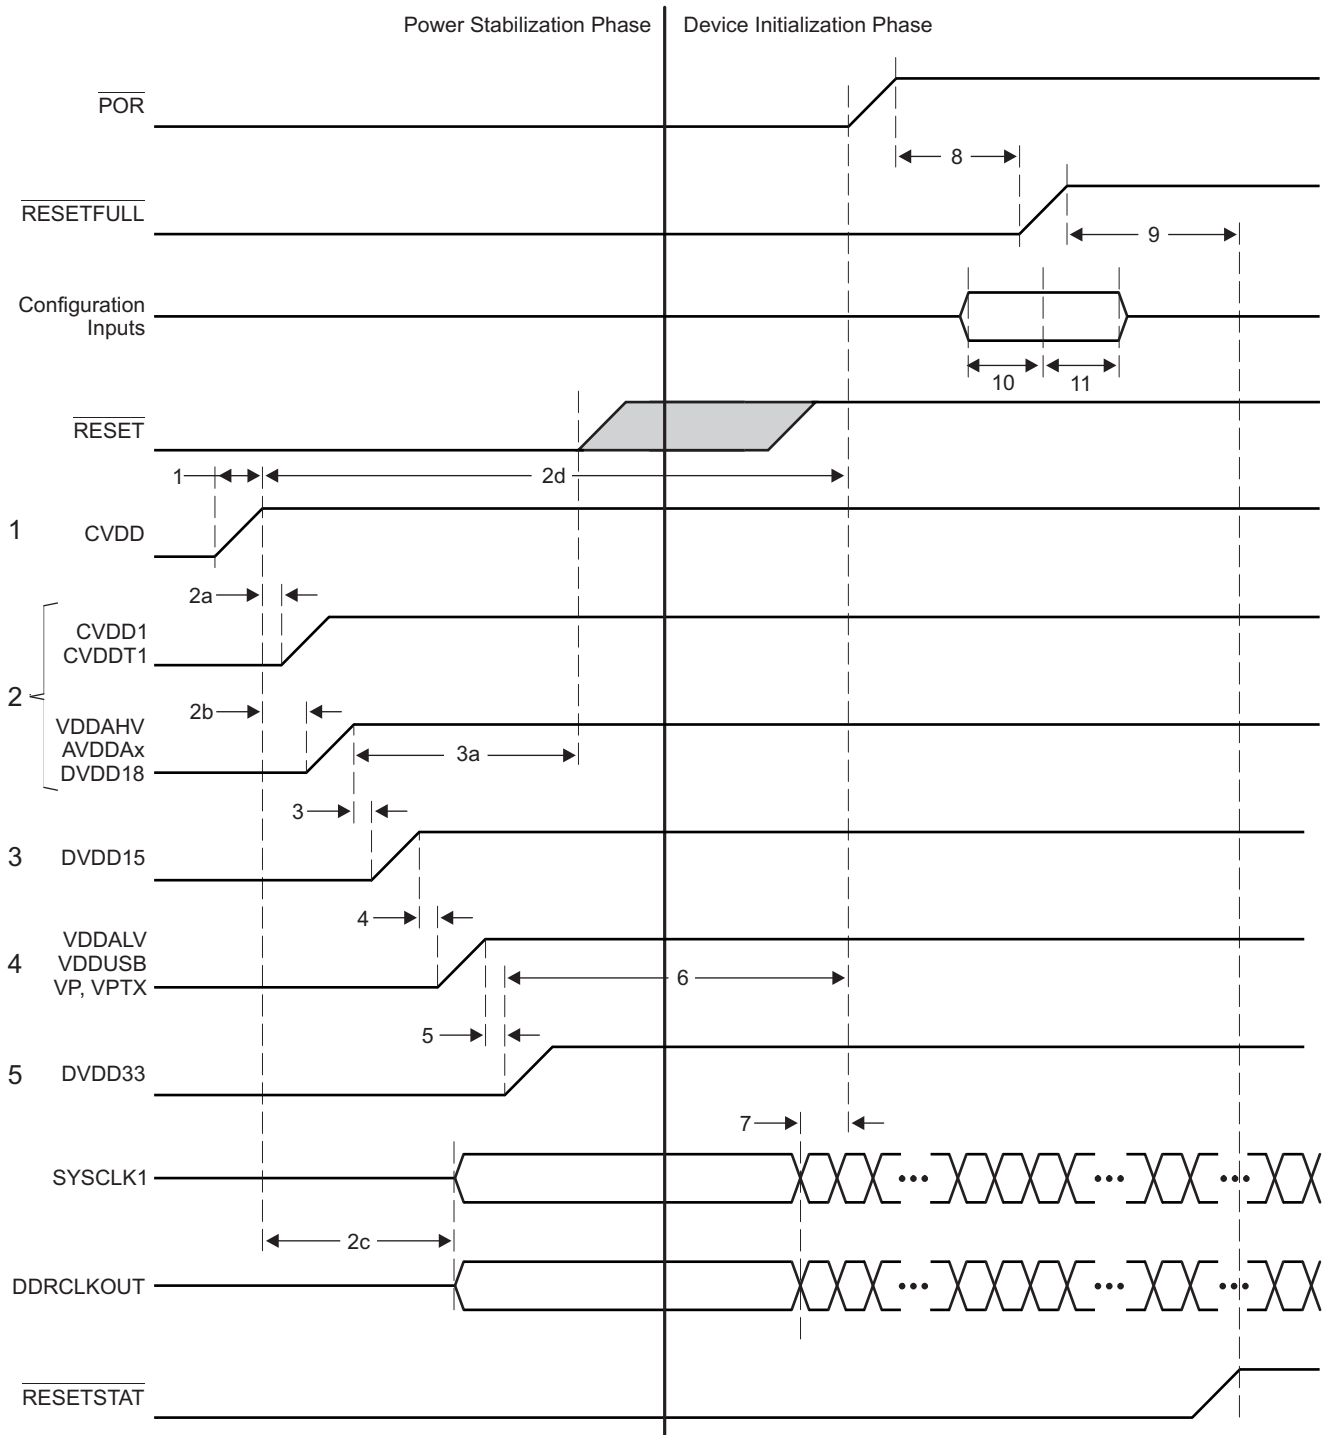 Power Stabilization Phase
Device Initialization Phase
POR
8
RESETFULL
9
Configuration
Inputs
10
11
RESET
1
2d
1
CVDD
2a
CVDD1
CVDDT1
2
2b
VDDAHV
AVDDAx
DVDD18
3a
3
3
DVDD15
4
4
VDDALV
VDDUSB
VP, VPTX
6
5
5
DVDD33
7
SYSCLK1
•••
•••
•••
2c
DDRCLKOUT
•••
•••
•••
RESETSTAT